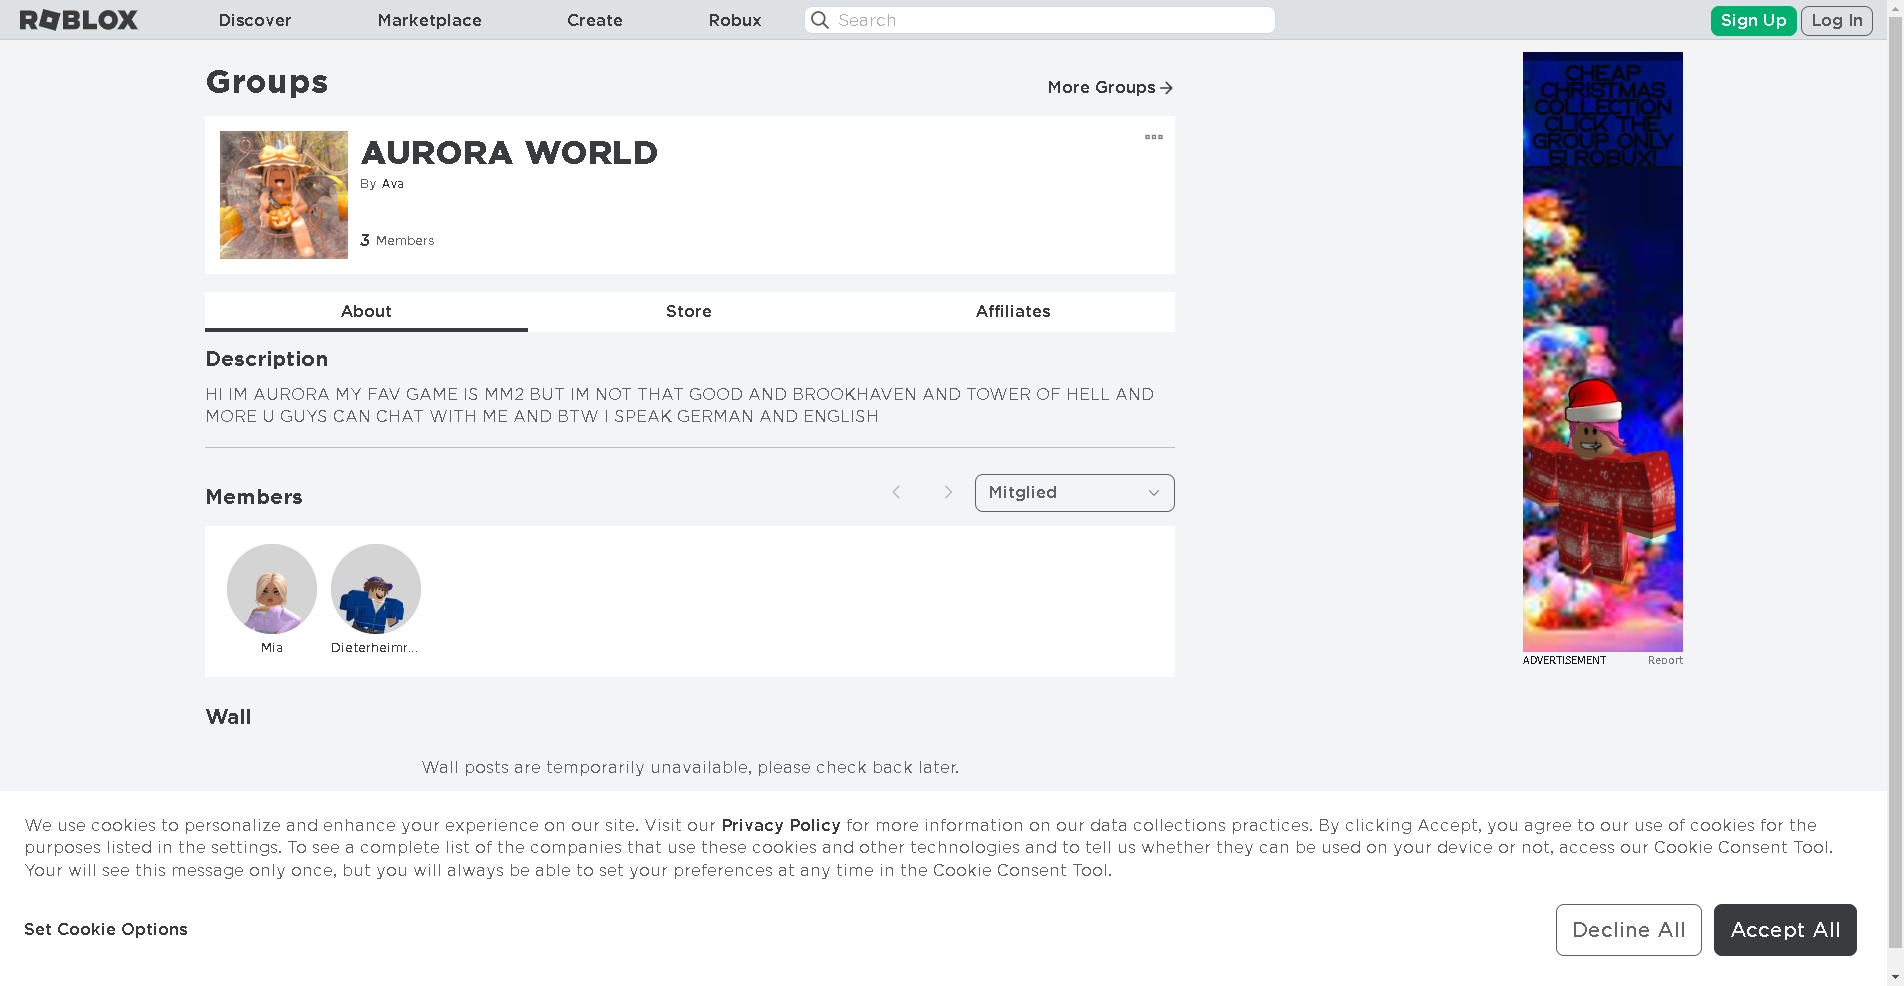 ROBLOX
Discover
Marketplace
Create
Robux
Search
Sign Up
Log In
Groups
More Groups
AURORA WORLD
By Ava
3 Members
About
Store
Affiliates
Description
HI IM AURORA MY FAV GAME IS MM2 BUT IM NOT THAT GOOD AND BROOKHAVEN AND TOWER OF HELL AND
MORE U GUYS CAN CHAT WITH ME AND BTW I SPEAK GERMAN AND ENGLISH
Members
Mitglied
Mia
Dieterheimr...
Wall
Wall posts are temporarily unavailable, please check back later.
CHEAP
CHRISTMAS
COLLECTION
CLICK THE
GROUP ONLY
5! ROBUX!
ADVERTISEMENT
Report
We use cookies to personalize and enhance your experience on our site. Visit our Privacy Policy for more information on our data collections practices. By clicking Accept, you agree to our use of cookies for the
purposes listed in the settings. To see a complete list of the companies that use these cookies and other technologies and to tell us whether they can be used on your device or not, access our Cookie Consent Tool.
Your will see this message only once, but you will always be able to set your preferences at any time in the Cookie Consent Tool.
Set Cookie Options
Decline All
Accept All